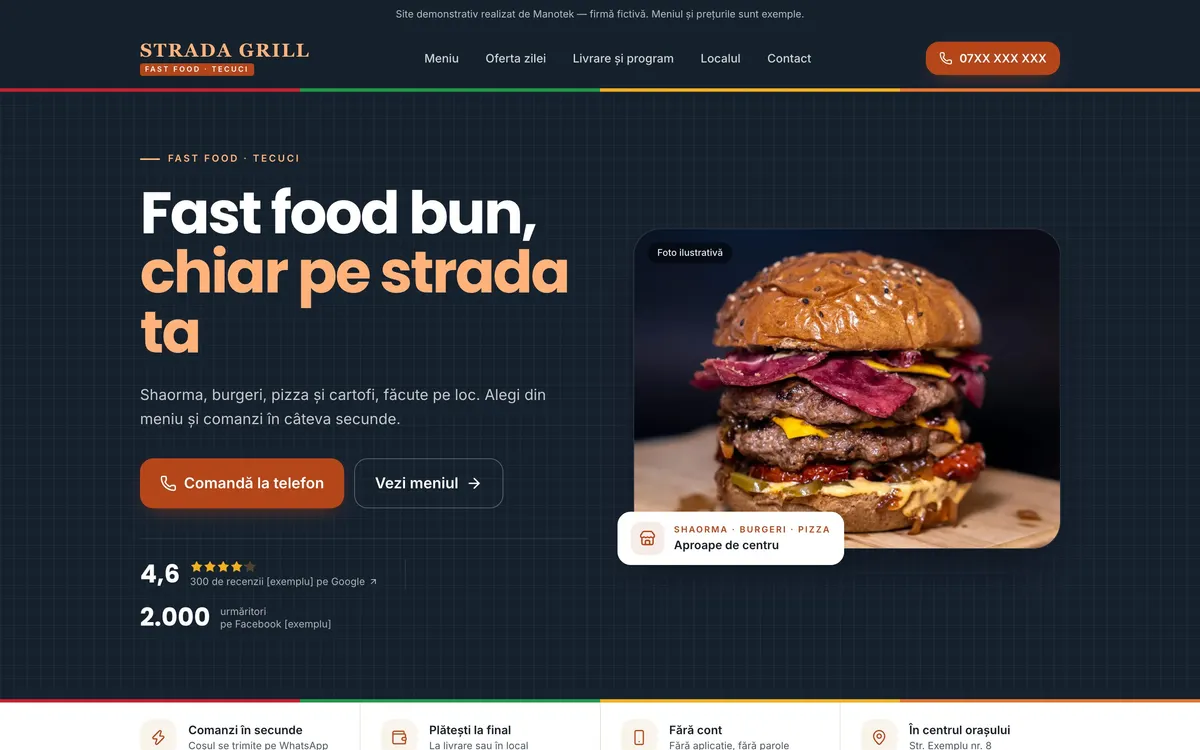 Site demonstrativ realizat de Manotek — firmă fictivă. Meniul și prețurile sunt exemple.
STRADA GRILL
FAST FOOD · TECUCI
Meniu
Oferta zilei
Livrare și program
Localul
Contact
07XX XXX XXX
FAST FOOD · TECUCI
Fast food bun,
chiar pe strada
ta
Shaorma, burgeri, pizza și cartofi, făcute pe loc. Alegi din
meniu și comanzi în câteva secunde.
Comandă la telefon
Vezi meniul →
4,6
300 de recenzii [exemplu] pe Google ↗
2.000
urmăritori
pe Facebook [exemplu]
Foto ilustrativă
SHAORMA · BURGERI · PIZZA
Aproape de centru
Comanzi în secunde
Coșul se trimite pe WhatsApp
Plătești la final
La livrare sau în local
Fără cont
Fără aplicație, fără parole
În centrul orașului
Str. Exemplu nr. 8